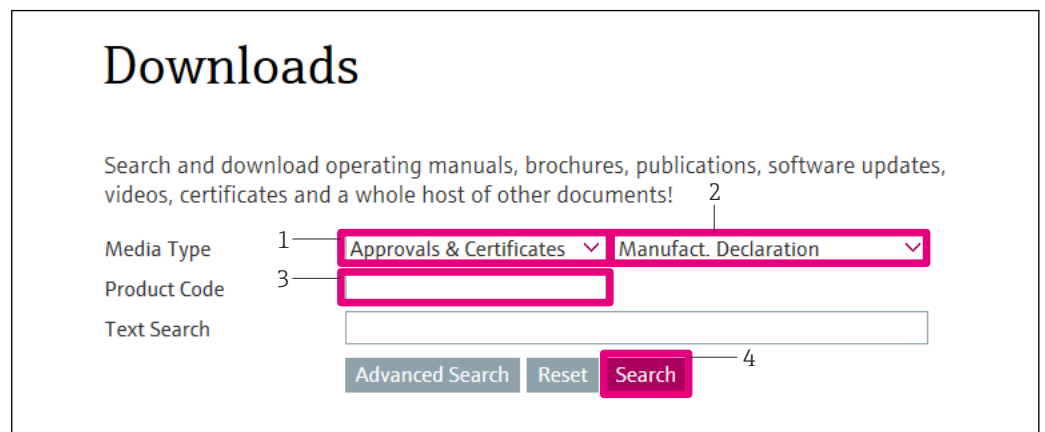 Downloads
Search and download operating manuals, brochures, publications, software updates,
videos, certificates and a whole host of other documents!
2
Media Type 1 Approvals & Certificates Manufact. Declaration
Product Code 3
Text Search
Advanced Search Reset Search 4